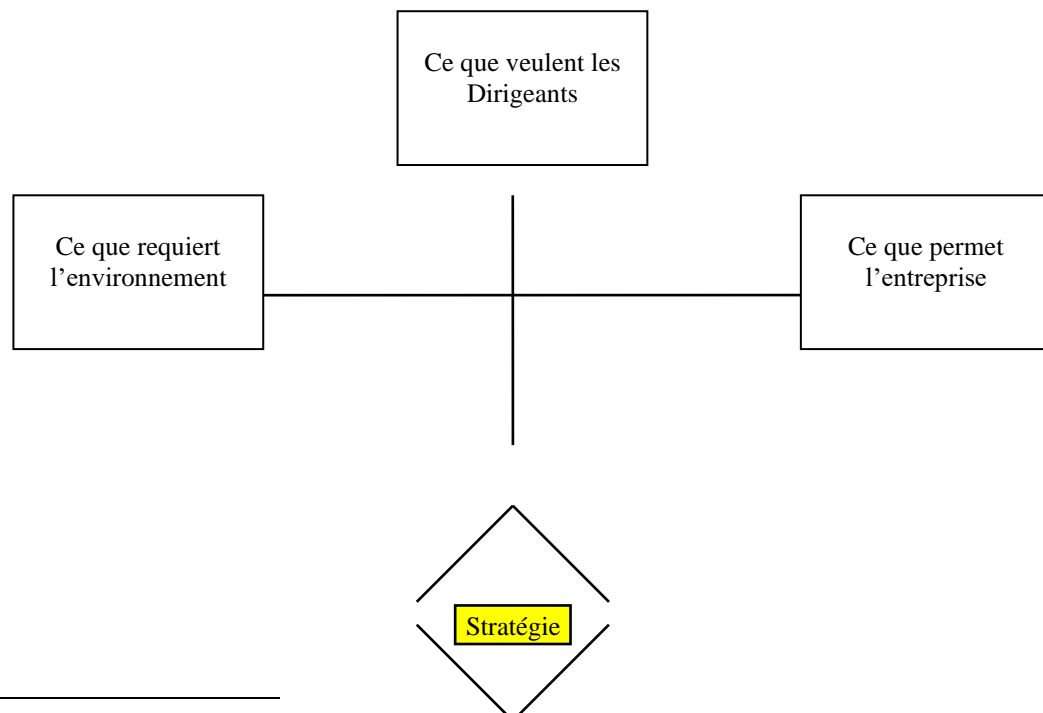 Ce que veulent les
Dirigeants
Ce que requiert
l’environnement
Ce que permet
l’entreprise
Stratégie